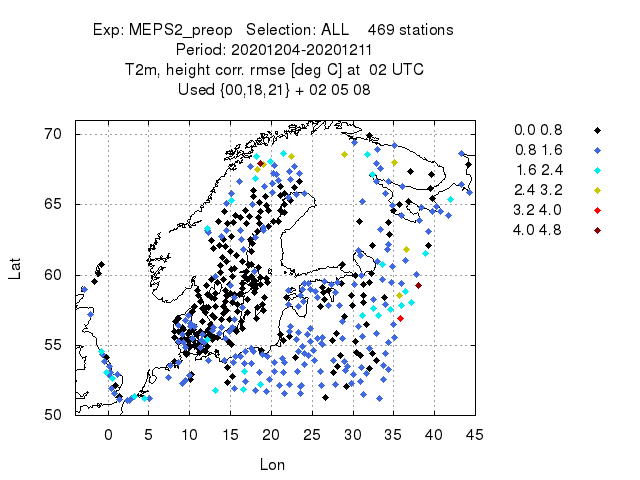 Exp: MEPS2_preop   Selection: ALL    469 stations
Period: 20201204-20201211
T2m, height corr. rmse [deg C] at  02 UTC
Used {00,18,21} + 02 05 08
70
65
60
55
50
Lat
0 5 10 15 20 25 30 35 40 45
Lon
0.0 0.8
0.8 1.6
1.6 2.4
2.4 3.2
3.2 4.0
4.0 4.8